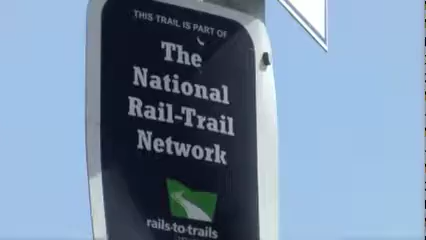 THIS TRAIL IS PART OF
The
National
Rail-Trail
Network
rails-to-trails